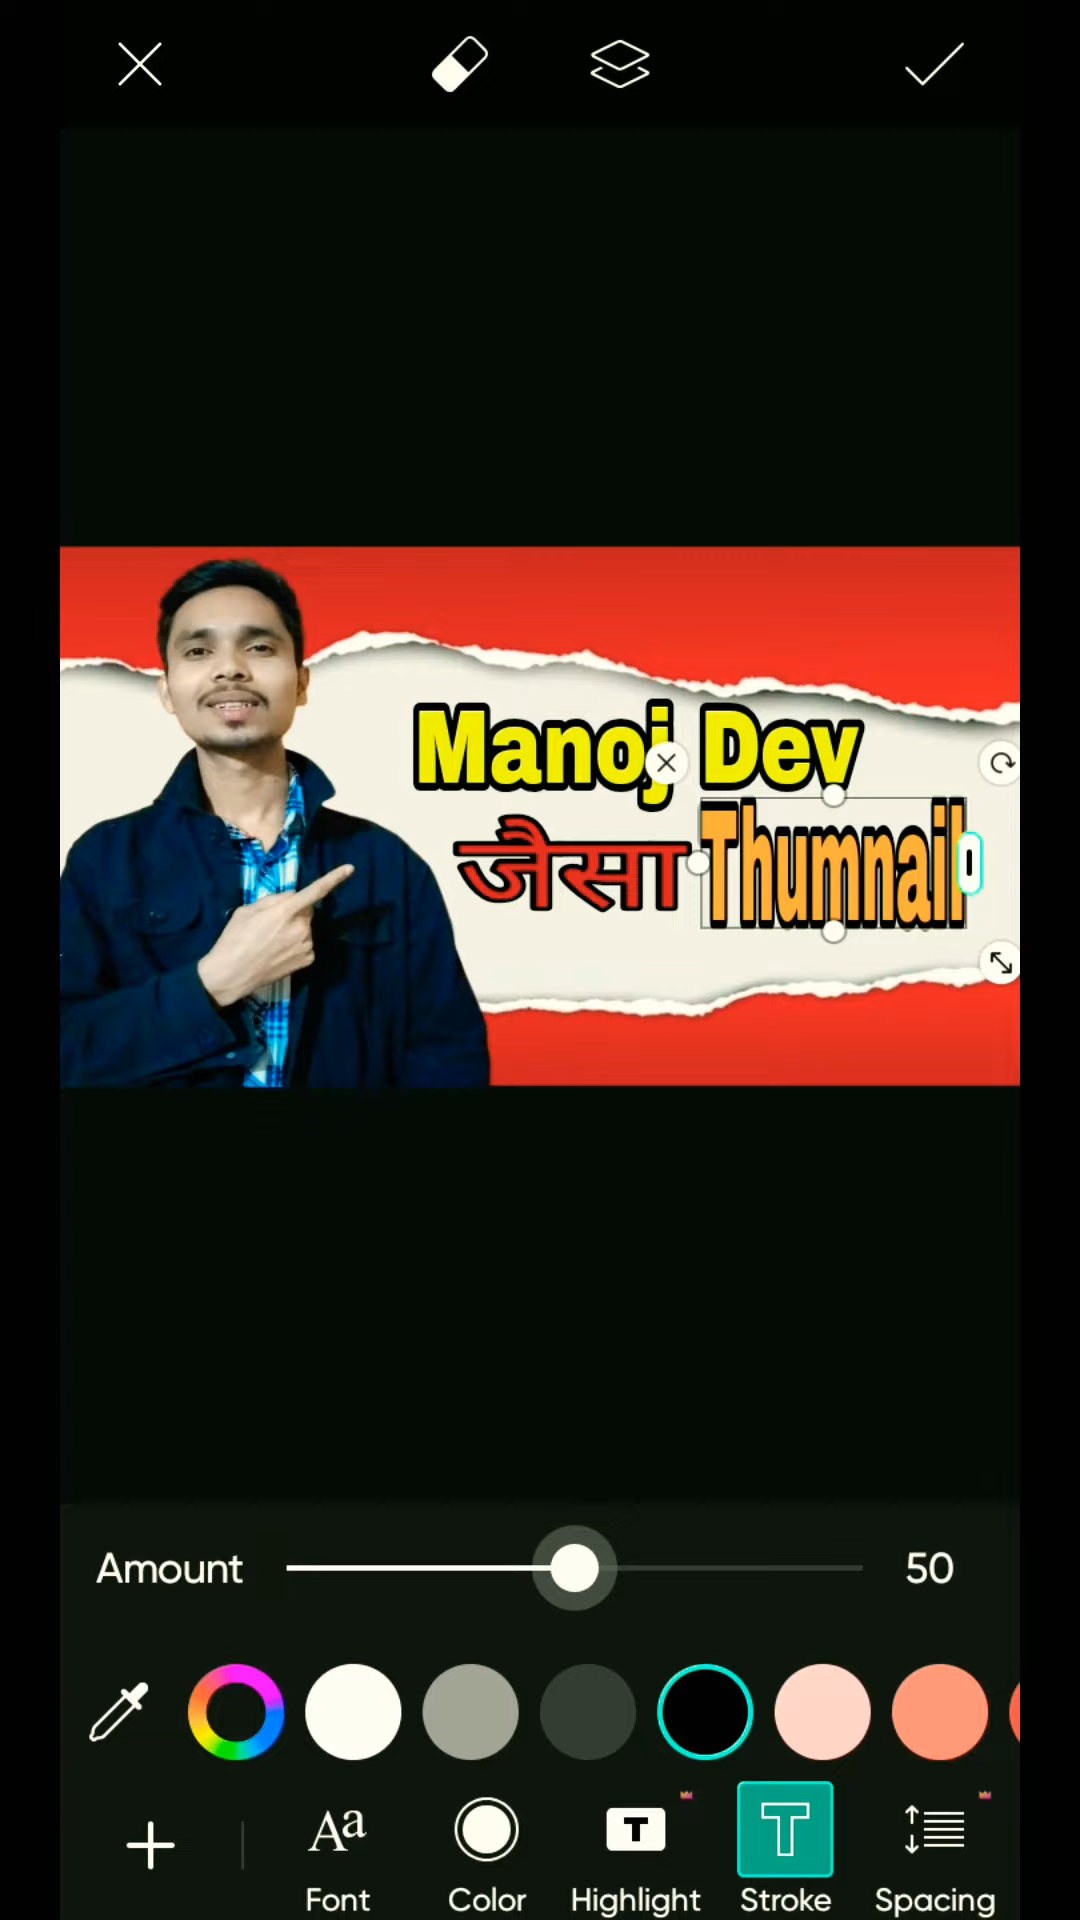 Manoj Dev
जैसा Thumnail
Amount 50
Font Color Highlight Stroke Spacing